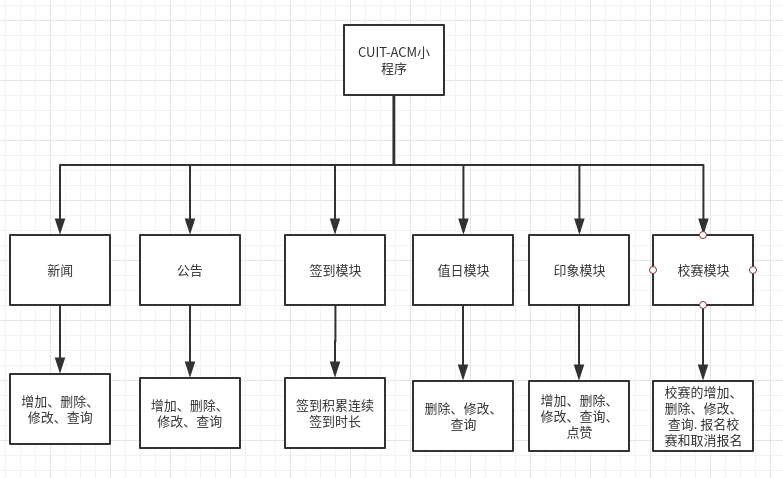 CUIT-ACM小
程序
新闻
公告
签到模块
值日模块
印象模块
校赛模块
增加、删除、
修改、查询
增加、删除、
修改、查询
签到积累连续
签到时长
删除、修改、
查询
增加、删除、
修改、查询、
点赞
校赛的增加、
删除、修改、
查询. 报名校
赛和取消报名